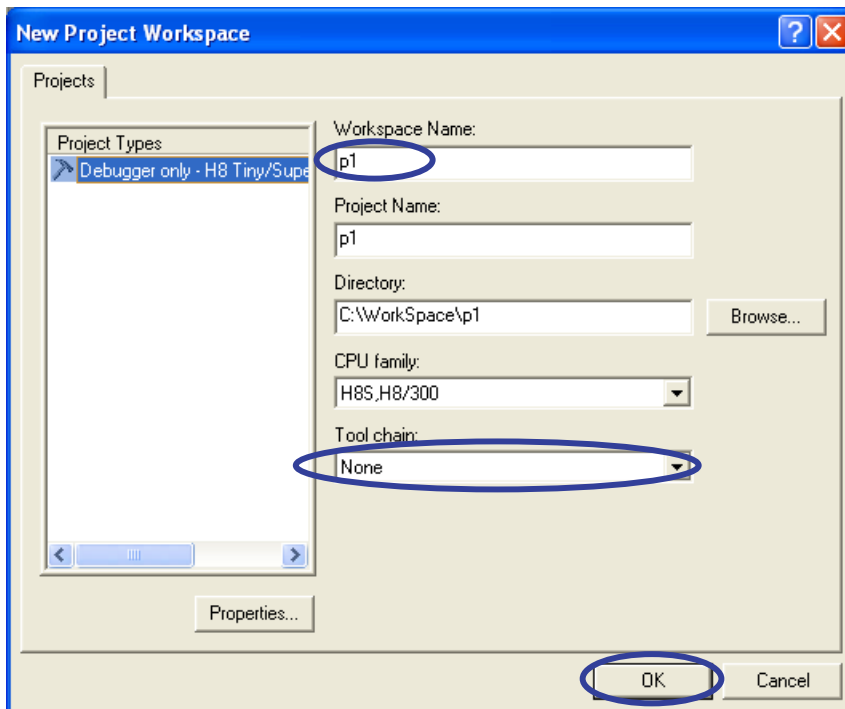 New Project Workspace
?
Projects
Project Types
Debugger only - H8 Tiny/Supe
Workspace Name:
p1
Project Name:
p1
Directory:
C:\WorkSpace\p1
Browse...
CPU family:
H8S,H8/300
Tool chain:
None
Properties...
OK
Cancel